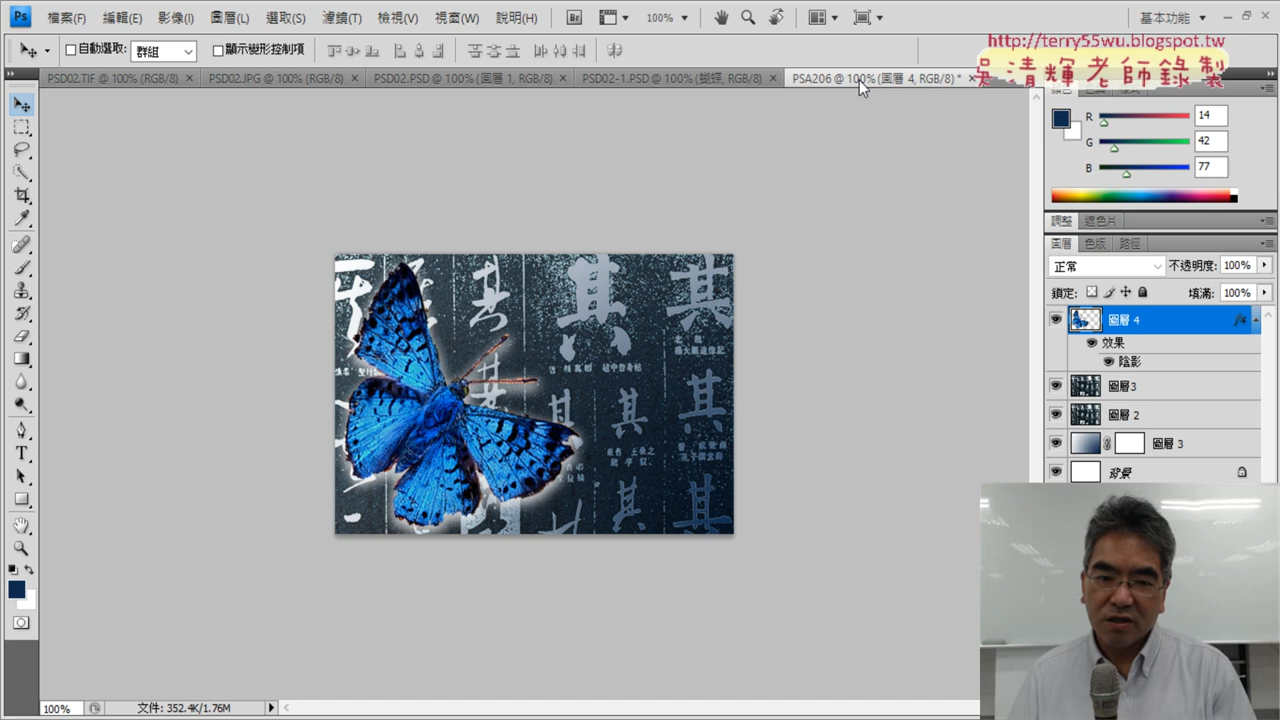 Ps 檔案(F) 編輯(E) 影像(I) 圖層(L) 選取(S) 濾鏡(T) 檢視(V) 視窗(W) 說明(H) Br 100% 基本功能
自動選取: 群組 顯示變形控制項
http://terry55wu.blogspot.tw
吳清輝老師錄製
PSD02.TIF @ 100% (RGB/8) PSD02.JPG @ 100% (RGB/8) PSD02.PSD @ 100% (圖層 1, RGB/8) PSD02-1.PSD @ 100% (蝴蝶, RGB/8) PSA206 @ 100% (圖層 4, RGB/8) *
R 14
G 42
B 77
調整
圖層 色版 路徑
正常 不透明度: 100%
鎖定: 填滿: 100%
圖層 4 fx
效果
陰影
圖層3
圖層 2
圖層 3
背景
其 其 其
其 其 其
其 其
100% 文件: 352.4K/1.76M